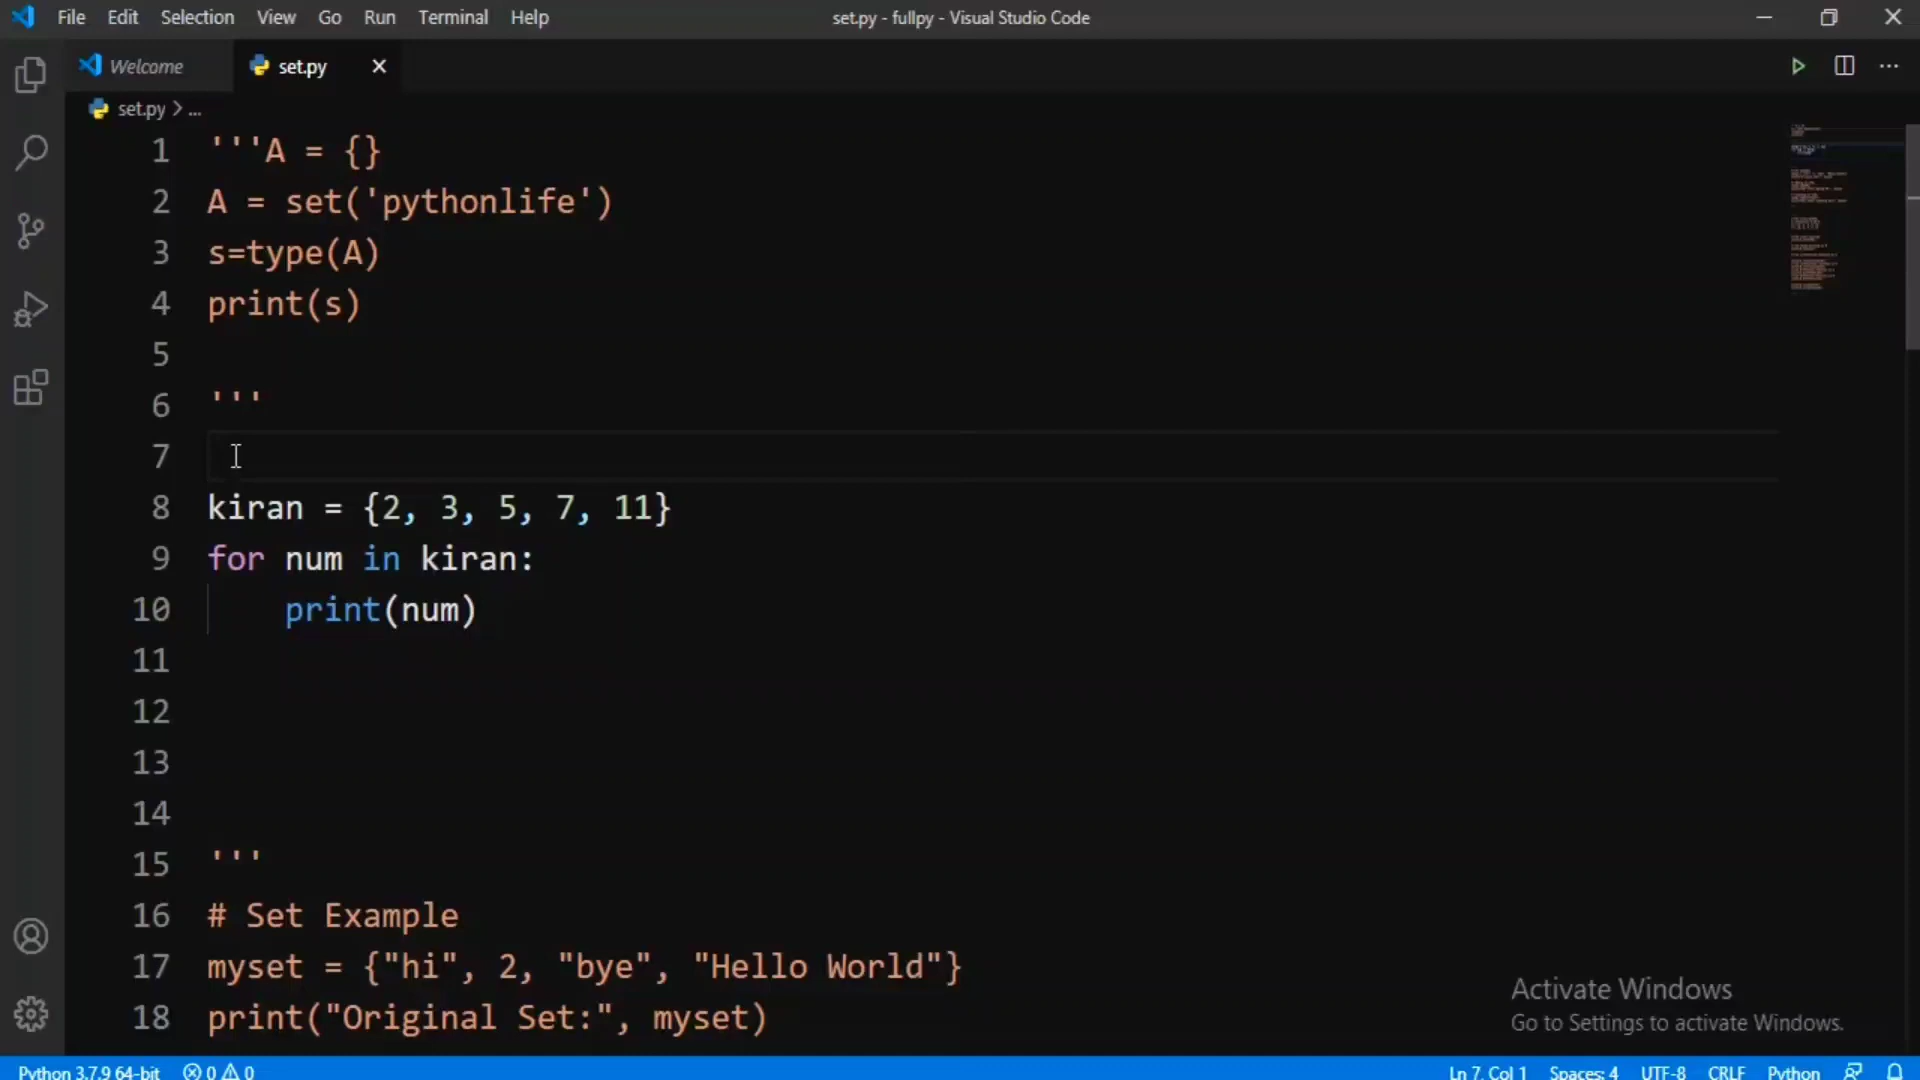 File Edit Selection View Go Run Terminal Help set.py - fullpy - Visual Studio Code
Welcome set.py
set.py > ...
1 '''A = {}
2 A = set('pythonlife')
3 s=type(A)
4 print(s)
5
6 '''
7
8 kiran = {2, 3, 5, 7, 11}
9 for num in kiran:
10 print(num)
11
12
13
14
15 '''
16 # Set Example
17 myset = {"hi", 2, "bye", "Hello World"}
18 print("Original Set:", myset)
Activate Windows
Go to Settings to activate Windows.
Python 3.7.9 64-bit 0 0 Ln 7, Col 1 Spaces: 4 UTF-8 CRLF Python